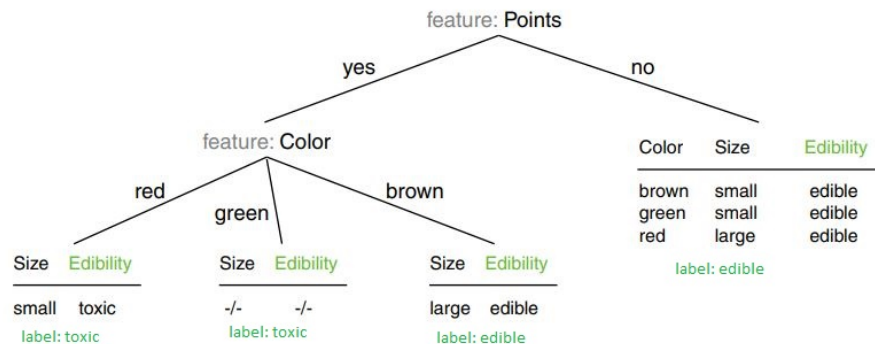 feature: Points
yes
no
feature: Color
red
green
brown
Color Size Edibility
brown small edible
green small edible
red large edible
label: edible
Size Edibility
small toxic
label: toxic
Size Edibility
-/- -/-
label: toxic
Size Edibility
large edible
label: edible